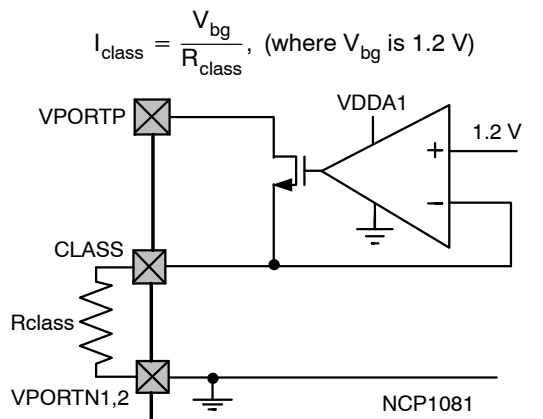 I_class = V_bg / R_class, (where V_bg is 1.2 V)
VPORTP
VDDA1
1.2 V
+
−
CLASS
Rclass
VPORTN1,2
NCP1081